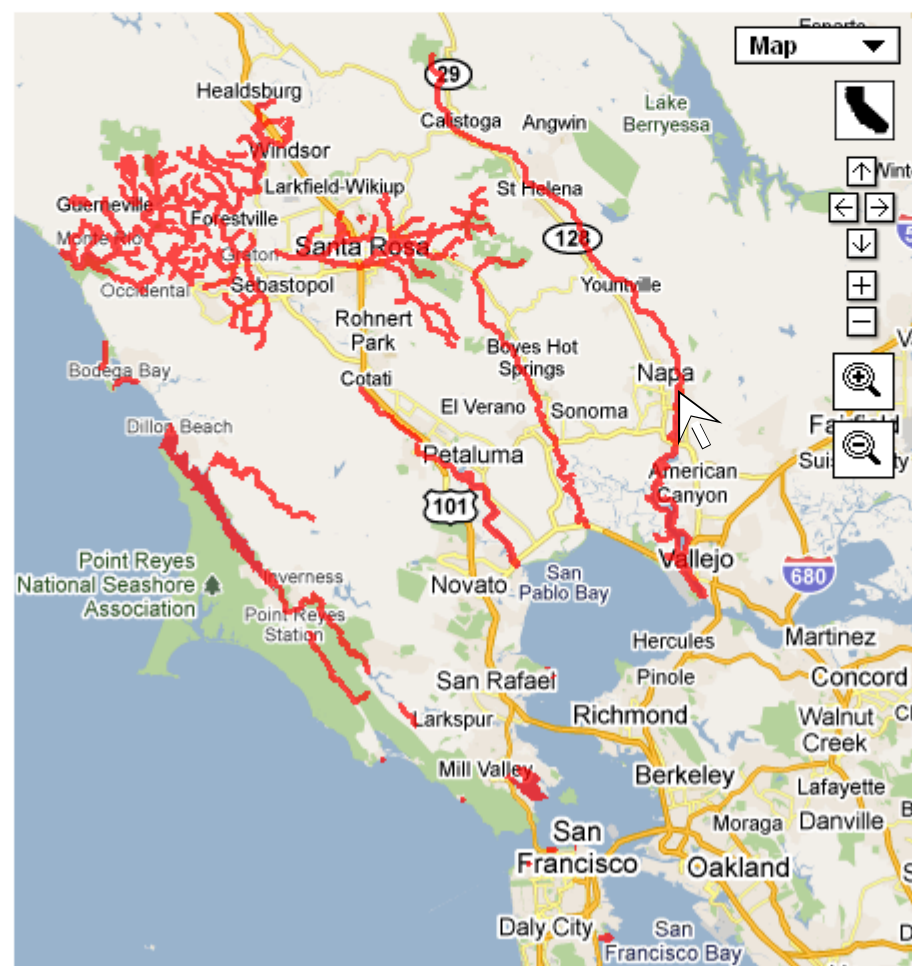 Map
29
Healdsburg
Calistoga
Angwin
Lake
Berryessa
Windsor
Larkfield-Wikiup
St Helena
Guerneville
Forestville
128
Monte Rio
Graton
Santa Rosa
Occidental
Sebastopol
Yountville
Rohnert
Park
Boyes Hot
Springs
Bodega Bay
Cotati
Napa
El Verano
Sonoma
Dillon Beach
Petaluma
American
Canyon
101
Point Reyes
National Seashore
Association
Inverness
Novato
San
Pablo Bay
Vallejo
680
Point Reyes
Station
Hercules
Martinez
San Rafael
Pinole
Concord
Larkspur
Richmond
Walnut
Creek
Mill Valley
Berkeley
Lafayette
San
Francisco
Moraga
Danville
Oakland
Daly City
San
Francisco Bay